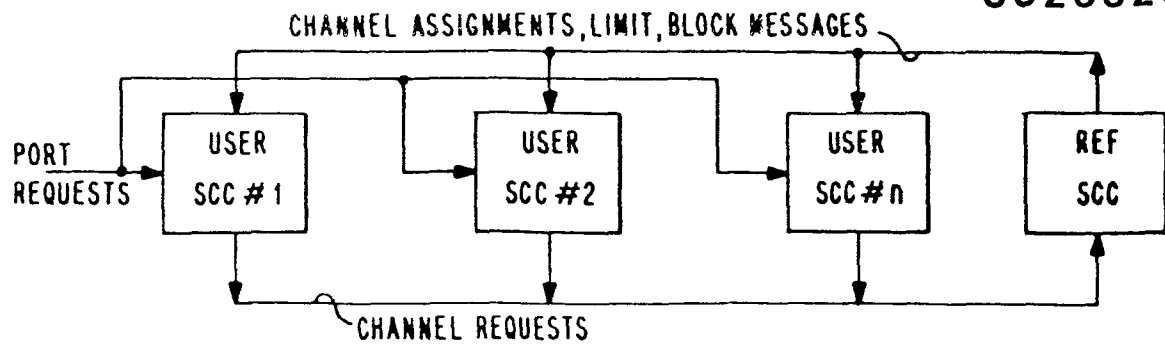 CHANNEL ASSIGNMENTS,LIMIT,BLOCK MESSAGES
PORT
REQUESTS
USER
SCC #1
USER
SCC #2
USER
SCC #n
REF
SCC
CHANNEL REQUESTS